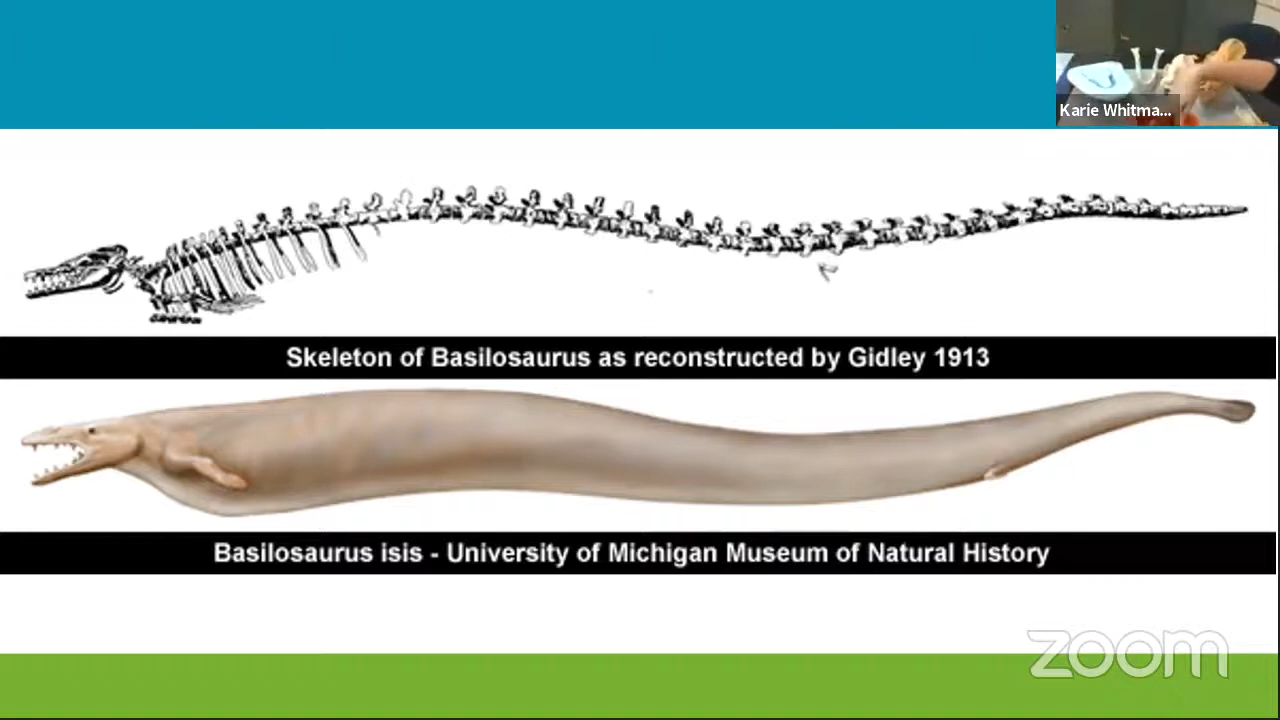 Karie Whitma...
Skeleton of Basilosaurus as reconstructed by Gidley 1913
Basilosaurus isis - University of Michigan Museum of Natural History
zoom